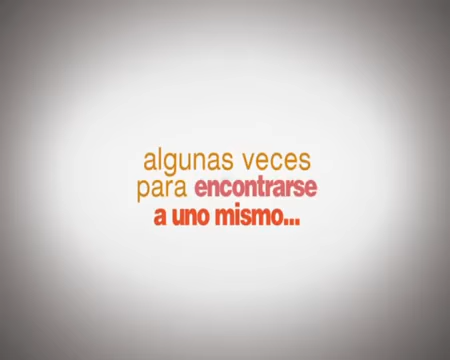 algunas veces
para encontrarse
a uno mismo...